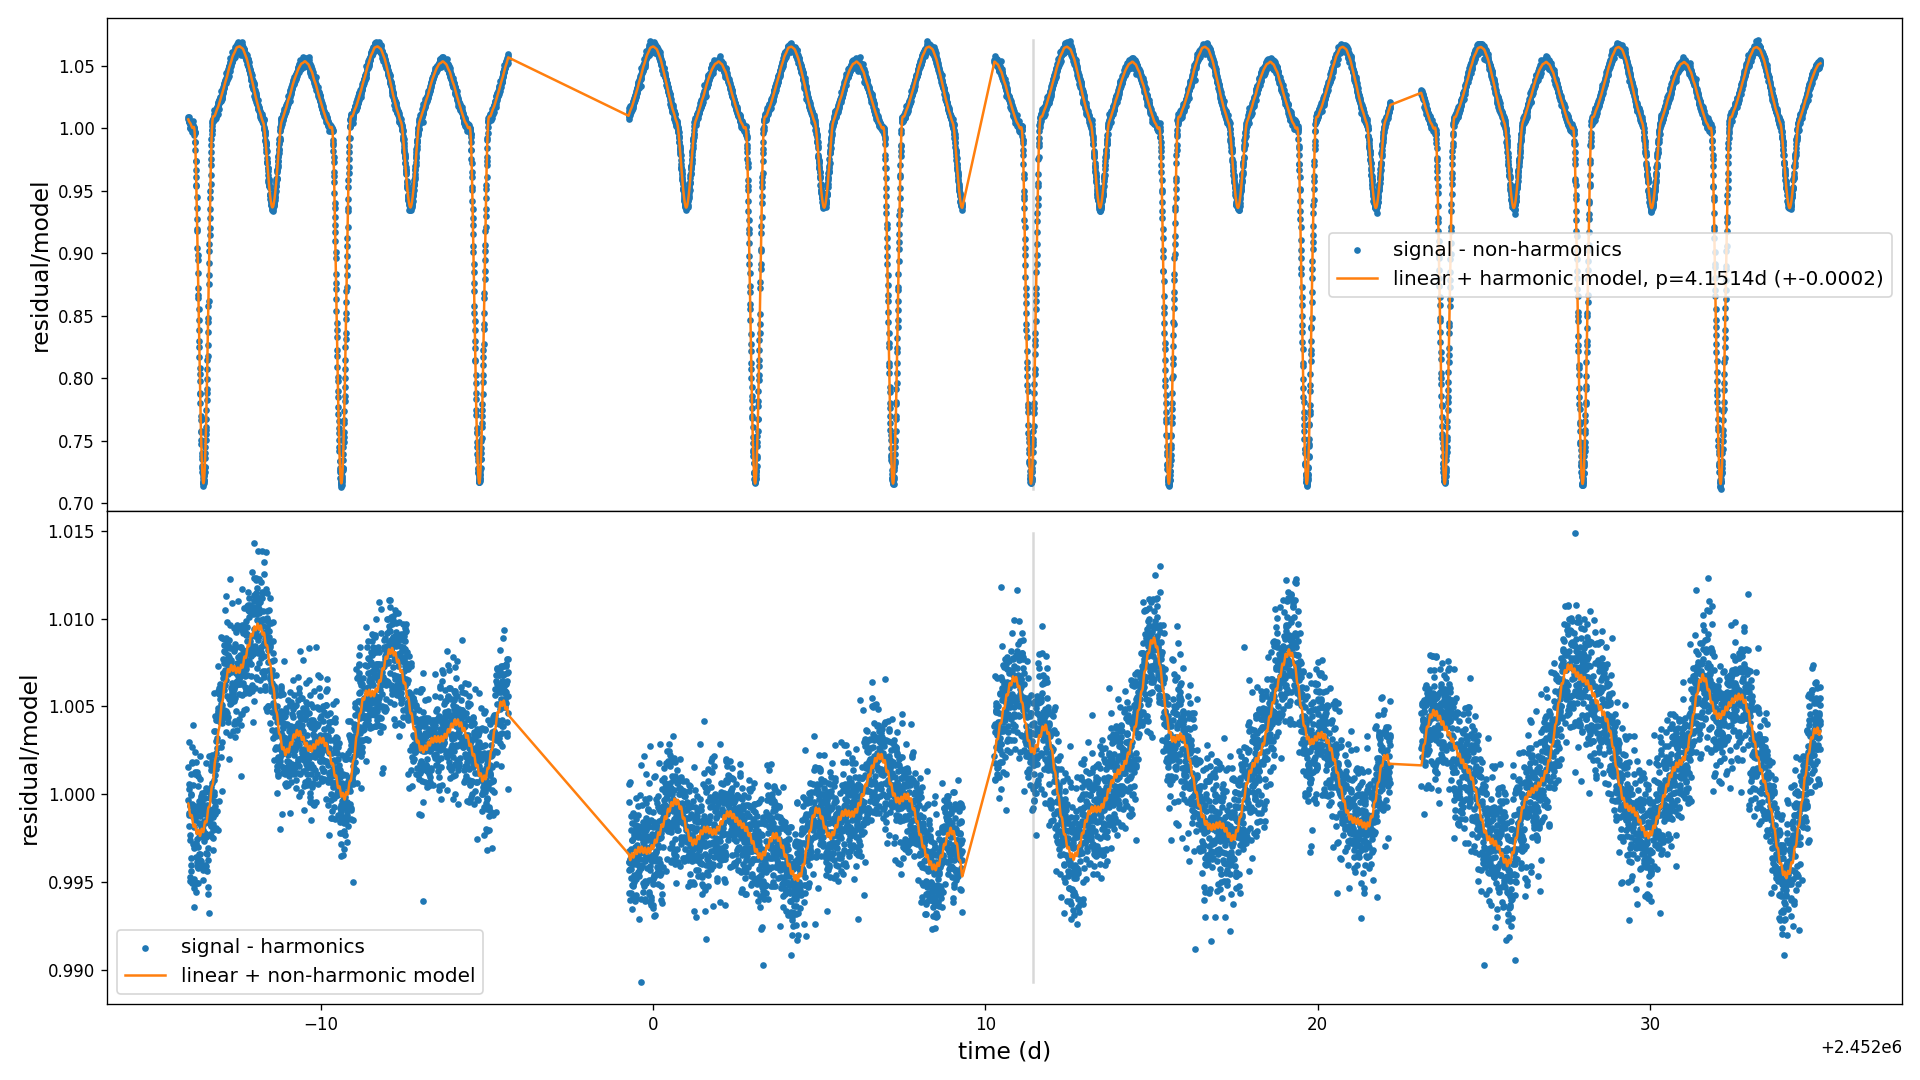 1.05
1.00
0.95
0.90
0.85
0.80
0.75
0.70
residual/model
signal - non-harmonics
linear + harmonic model, p=4.1514d (+-0.0002)
1.015
1.010
1.005
1.000
0.995
0.990
residual/model
signal - harmonics
linear + non-harmonic model
−10
0
10
20
30
time (d)
+2.452e6